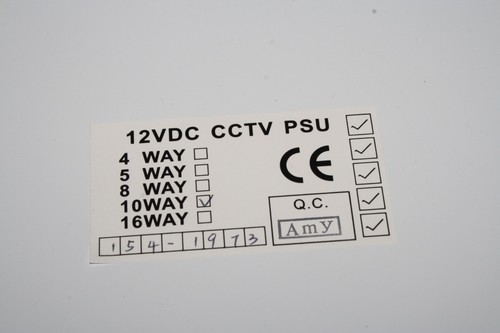 12VDC CCTV PSU
4 WAY
5 WAY
8 WAY
10WAY
16WAY
CE
Q.C.
Amy
154-1973